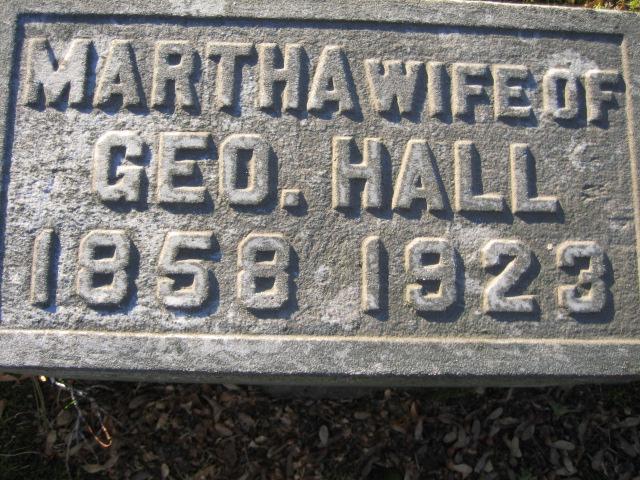 MARTHA WIFE OF
GEO. HALL
1858 1923